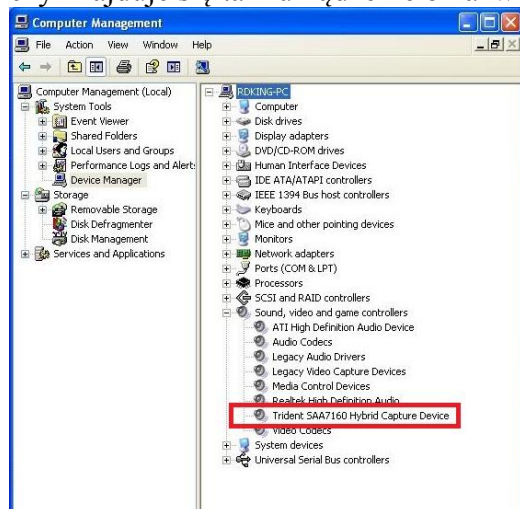 Computer Management
File Action View Window Help
Computer Management (Local)
System Tools
Event Viewer
Shared Folders
Local Users and Groups
Performance Logs and Alert
Device Manager
Storage
Removable Storage
Disk Defragmenter
Disk Management
Services and Applications
RDKING-PC
Computer
Disk drives
Display adapters
DVD/CD-ROM drives
Human Interface Devices
IDE ATA/ATAPI controllers
IEEE 1394 Bus host controllers
Keyboards
Mice and other pointing devices
Monitors
Network adapters
Ports (COM & LPT)
Processors
SCSI and RAID controllers
Sound, video and game controllers
ATI High Definition Audio Device
Audio Codecs
Legacy Audio Drivers
Legacy Video Capture Devices
Media Control Devices
Realtek High Definition Audio
Trident SAA7160 Hybrid Capture Device
Video Codecs
System devices
Universal Serial Bus controllers